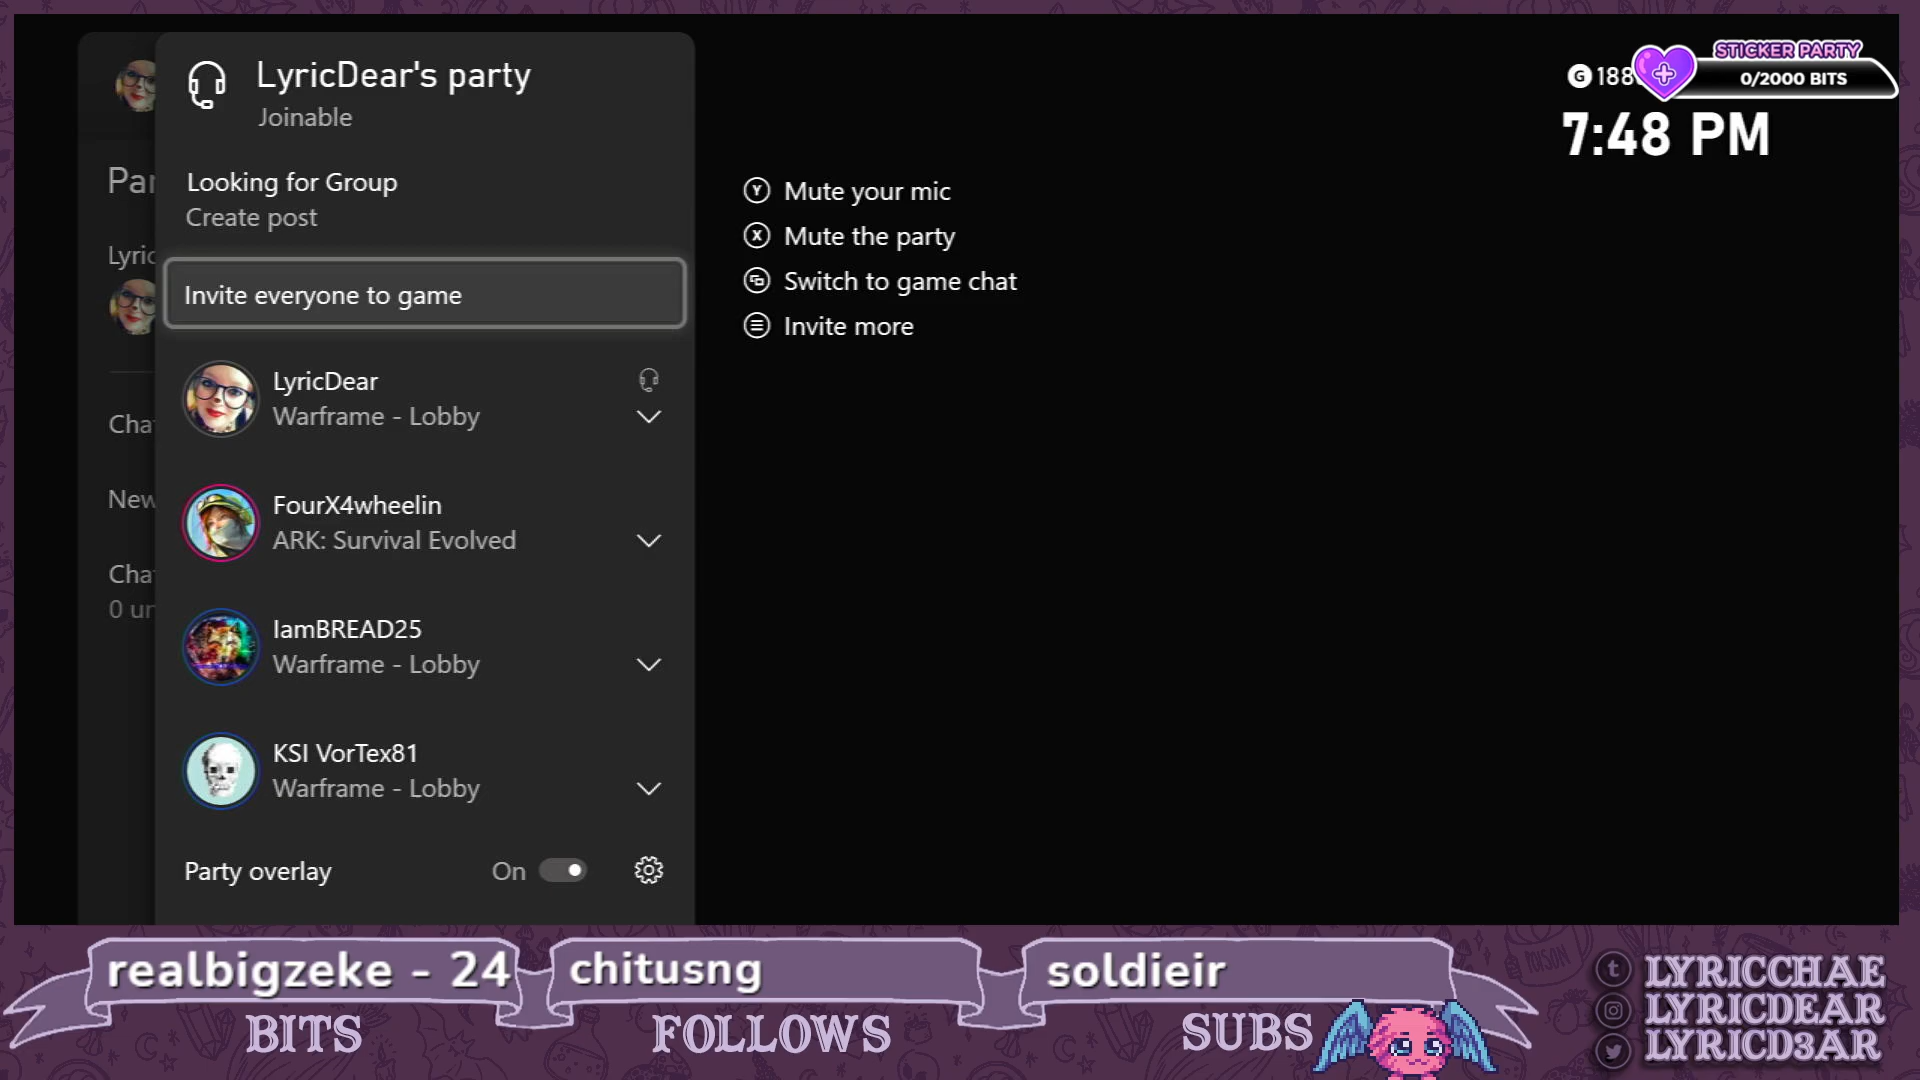 LyricDear's party
Joinable
Looking for Group
Create post
Invite everyone to game
LyricDear
Warframe - Lobby
FourX4wheelin
ARK: Survival Evolved
IamBREAD25
Warframe - Lobby
KSI VorTex81
Warframe - Lobby
Party overlay
On
Y Mute your mic
X Mute the party
Switch to game chat
Invite more
G 188
STICKER PARTY
0/2000 BITS
7:48 PM
realbigzeke - 24
BITS
chitusng
FOLLOWS
soldieir
SUBS
LYRICCHAE
LYRICDEAR
LYRICD3AR